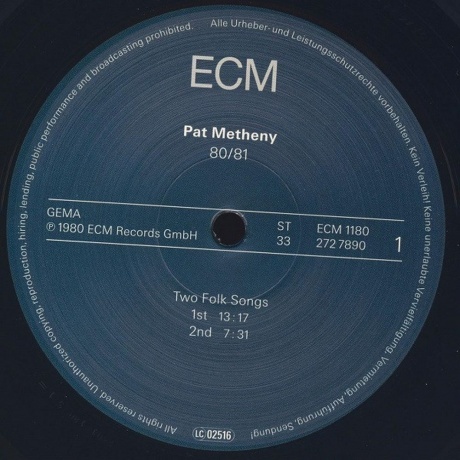 Alle Urheber- und Leistungsschutzrechte vorbehalten. Kein Verleih! Keine unerlaubte Vervielfältigung, Vermietung, Aufführung, Sendung!
ECM
Pat Metheny
80/81
GEMA
℗ 1980 ECM Records GmbH
ST
33
ECM 1180
272 7890
1
Two Folk Songs
1st 13:17
2nd 7:31
LC 02516
All rights reserved. Unauthorized copying, reproduction, hiring, lending, public performance and broadcasting prohibited.